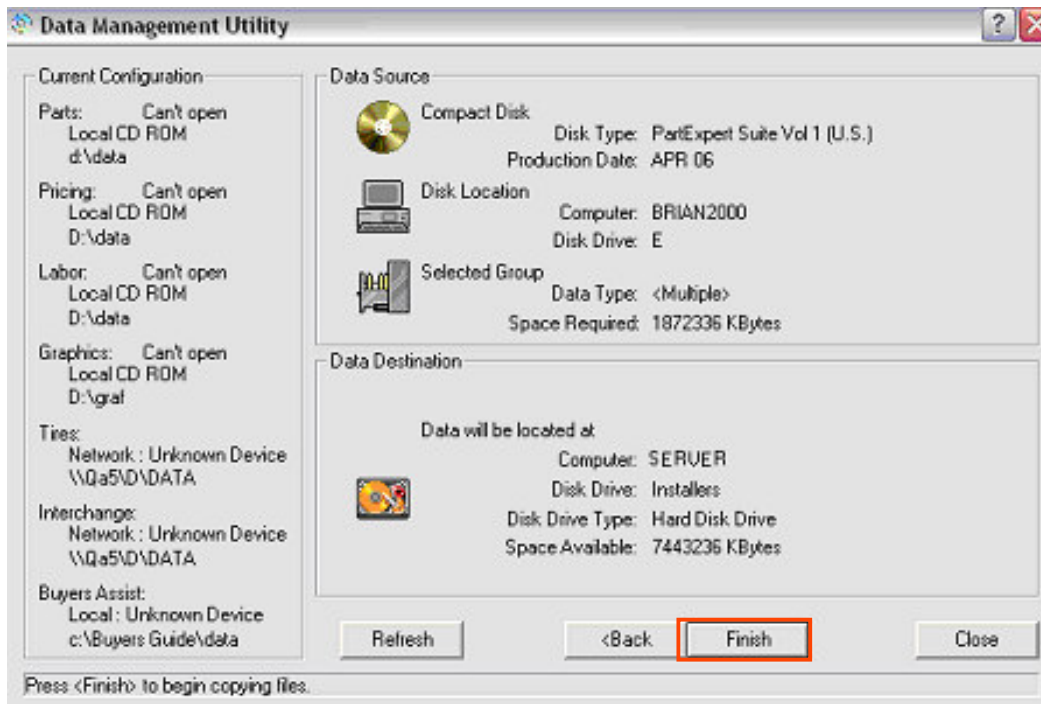 Data Management Utility
Current Configuration
Parts: Can't open
Local CD ROM
d:\data
Pricing: Can't open
Local CD ROM
D:\data
Labor: Can't open
Local CD ROM
D:\data
Graphics: Can't open
Local CD ROM
D:\graf
Tires:
Network : Unknown Device
\\Qa5\D\DATA
Interchange:
Network : Unknown Device
\\Qa5\D\DATA
Buyers Assist:
Local : Unknown Device
c:\Buyers Guide\data
Data Source
Compact Disk
Disk Type: PartExpert Suite Vol 1 (U.S.)
Production Date: APR 06
Disk Location
Computer: BRIAN2000
Disk Drive: E
Selected Group
Data Type: <Multiple>
Space Required: 1872336 KBytes
Data Destination
Data will be located at
Computer: SERVER
Disk Drive: Installers
Disk Drive Type: Hard Disk Drive
Space Available: 7443236 KBytes
Refresh <Back Finish Close
Press <Finish> to begin copying files.